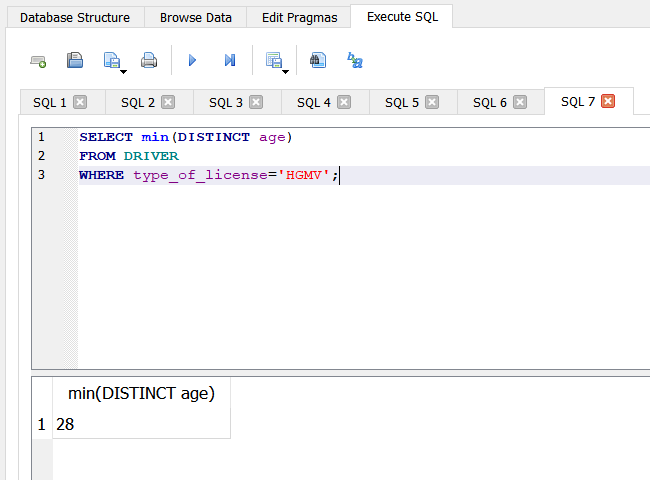 Database Structure Browse Data Edit Pragmas Execute SQL
SQL 1 SQL 2 SQL 3 SQL 4 SQL 5 SQL 6 SQL 7
1 SELECT min(DISTINCT age)
2 FROM DRIVER
3 WHERE type_of_license='HGMV';
min(DISTINCT age)
1 28